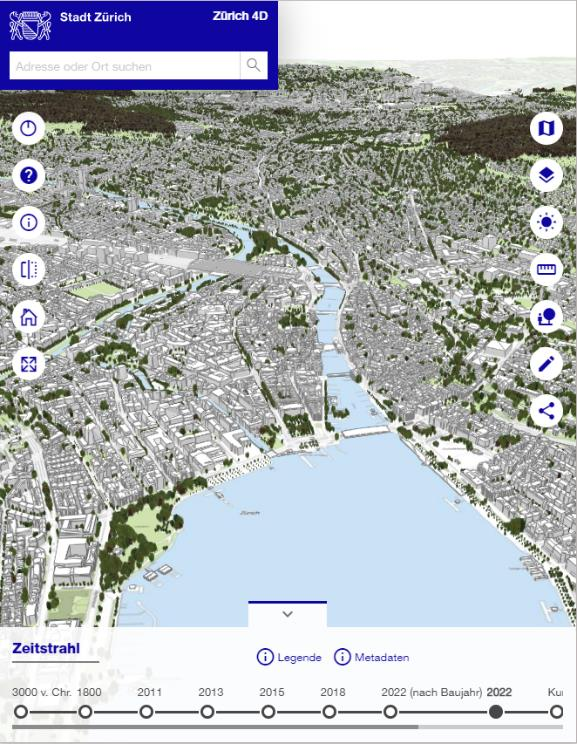 Stadt Zürich
Zürich 4D
Adresse oder Ort suchen
Zürich
Zeitstrahl
Legende
Metadaten
3000 v. Chr. 1800 2011 2013 2015 2018 2022 (nach Baujahr) 2022 Ku